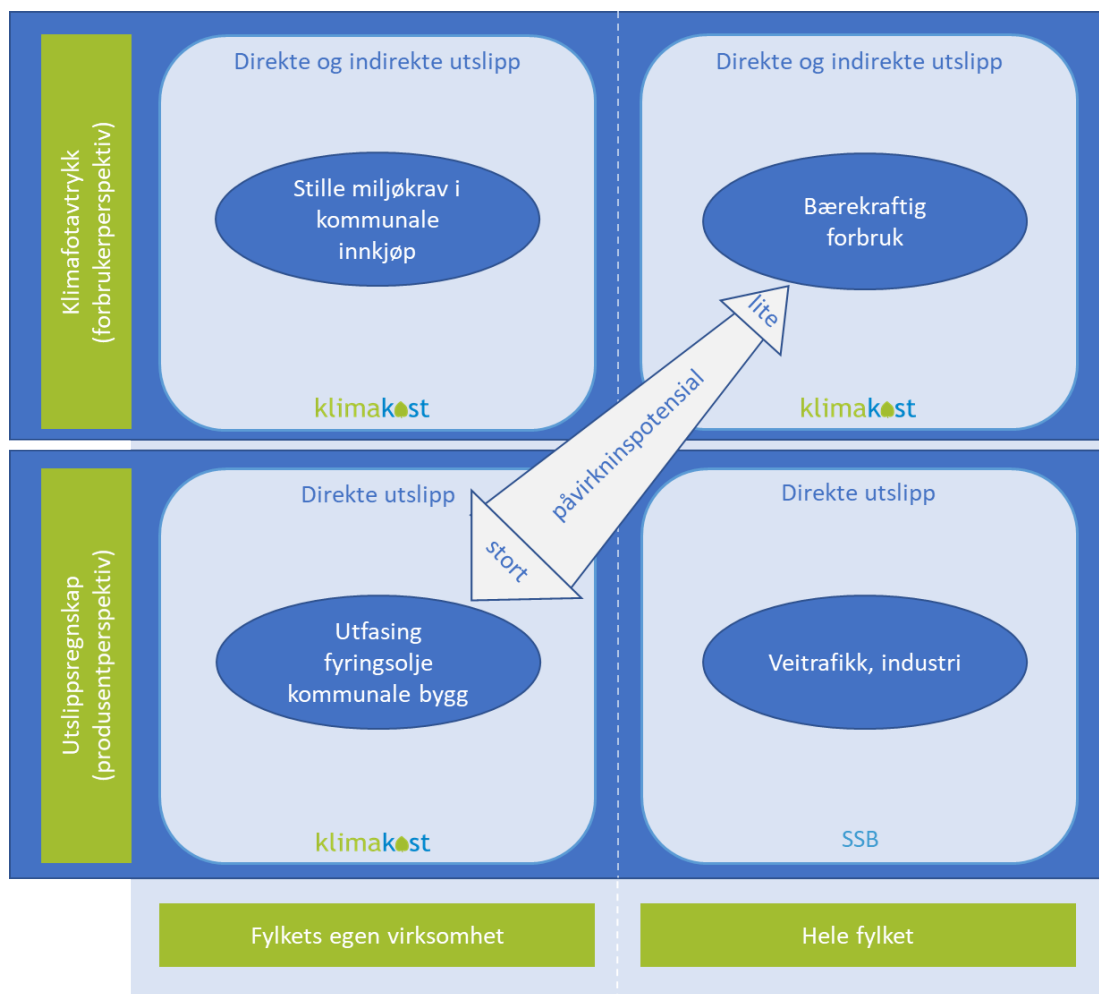 Klimafotavtrykk
(forbrukerperspektiv)
Direkte og indirekte utslipp
Stille miljøkrav i
kommunale
innkjøp
klimakost
Direkte og indirekte utslipp
Bærekraftig
forbruk
klimakost
lite
påvirkninspotensial
stort
Utslippsregnskap
(produsentperspektiv)
Direkte utslipp
Utfasing
fyringsolje
kommunale bygg
klimakost
Direkte utslipp
Veitrafikk, industri
SSB
Fylkets egen virksomhet
Hele fylket